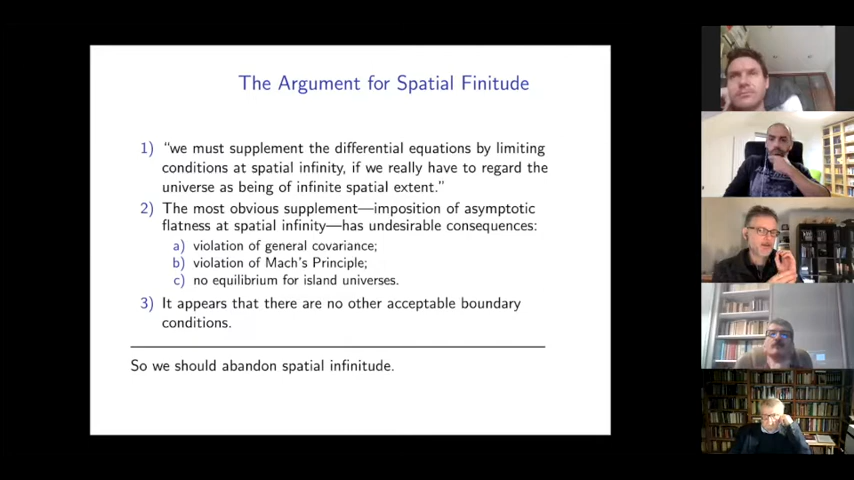 The Argument for Spatial Finitude
1) “we must supplement the differential equations by limiting
conditions at spatial infinity, if we really have to regard the
universe as being of infinite spatial extent.”
2) The most obvious supplement—imposition of asymptotic
flatness at spatial infinity—has undesirable consequences:
a) violation of general covariance;
b) violation of Mach's Principle;
c) no equilibrium for island universes.
3) It appears that there are no other acceptable boundary
conditions.
So we should abandon spatial infinitude.